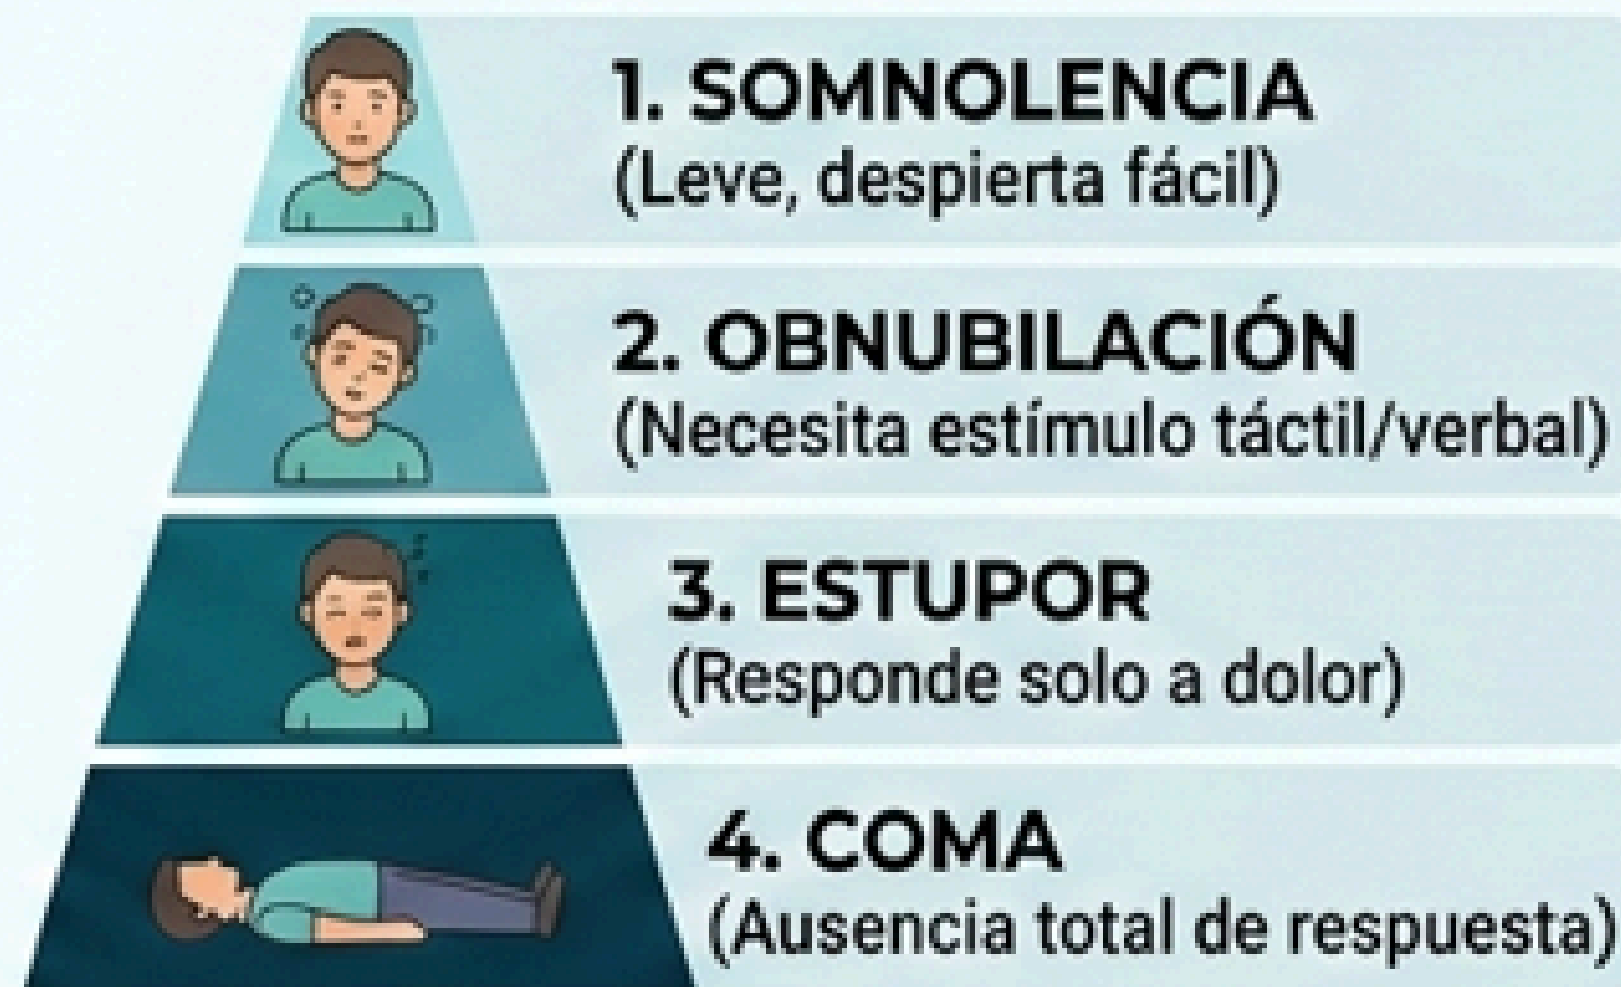 1. SOMNOLENCIA
(Leve, despierta fácil)
2. OBNUBILACIÓN
(Necesita estímulo táctil/verbal)
3. ESTUPOR
(Responde solo a dolor)
4. COMA
(Ausencia total de respuesta)